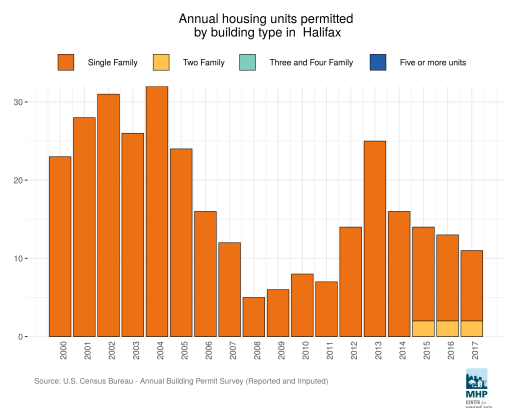 Annual housing units permitted
by building type in Halifax
Single Family
Two Family
Three and Four Family
Five or more units
30
20
10
0
2000
2001
2002
2003
2004
2005
2006
2007
2008
2009
2010
2011
2012
2013
2014
2015
2016
2017
Source: U.S. Census Bureau - Annual Building Permit Survey (Reported and Imputed)
MHP
CENTER for